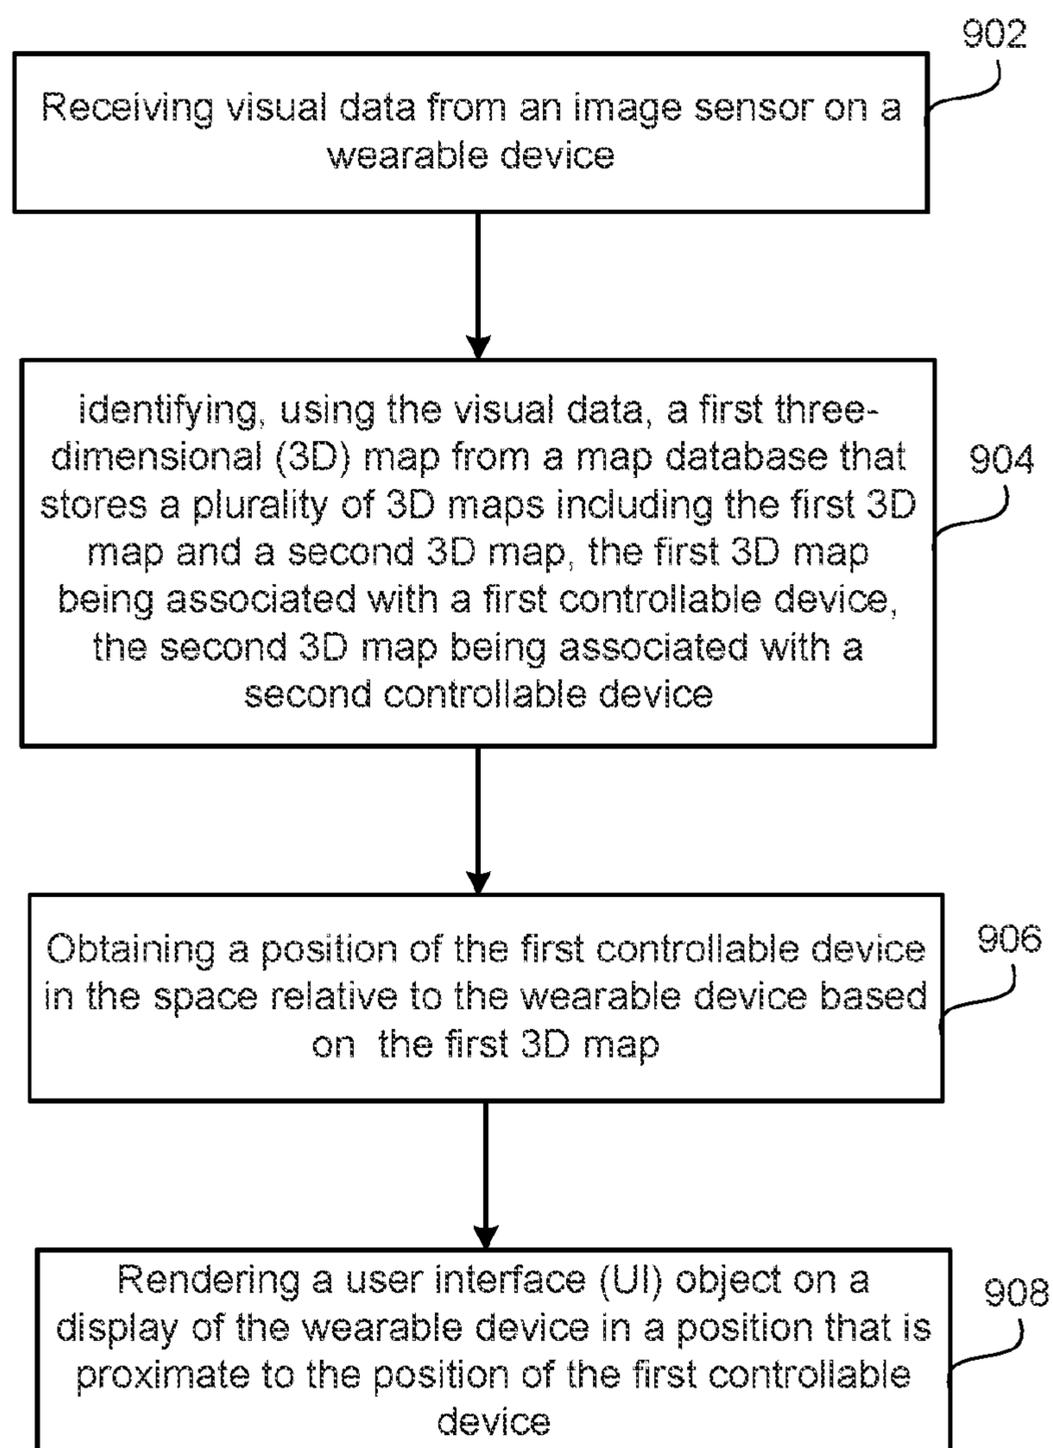 902
Receiving visual data from an image sensor on a
wearable device
identifying, using the visual data, a first three-
dimensional (3D) map from a map database that
904
stores a plurality of 3D maps including the first 3D
map and a second 3D map, the first 3D map
being associated with a first controllable device,
the second 3D map being associated with a
second controllable device
906
Obtaining a position of the first controllable device
in the space relative to the wearable device based
on the first 3D map
Rendering a user interface (UI) object on a
908
display of the wearable device in a position that is
proximate to the position of the first controllable
device